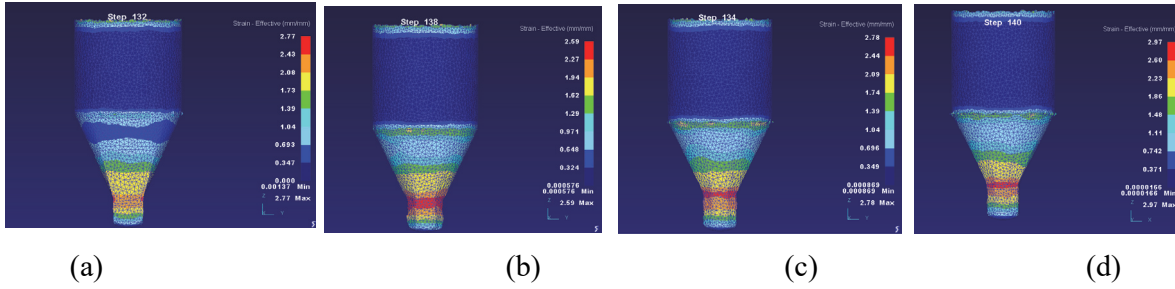 Step 132
Strain - Effective (mm/mm)
2.77
2.43
2.08
1.73
1.39
1.04
0.693
0.347
0.000
0.00137 Min
2.77 Max
Z
Y
Step 138
Strain - Effective (mm/mm)
2.59
2.27
1.94
1.62
1.29
0.971
0.648
0.324
0.000576
0.000576 Min
2.59 Max
Z
Y
Step 134
Strain - Effective (mm/mm)
2.78
2.44
2.09
1.74
1.39
1.04
0.696
0.349
0.000869
0.000869 Min
2.78 Max
Z
Y
Step 140
Strain - Effective (mm/mm)
2.97
2.60
2.23
1.86
1.48
1.11
0.742
0.371
0.0000166
0.0000166 Min
2.97 Max
Z
Y
(a)
(b)
(c)
(d)